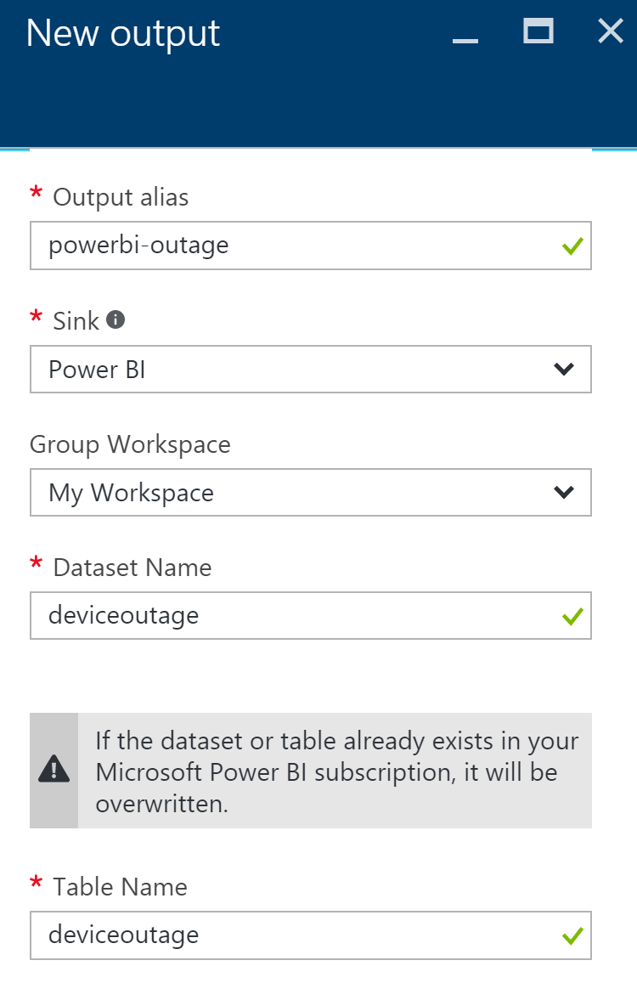 New output
* Output alias
powerbi-outage
* Sink
Power BI
Group Workspace
My Workspace
* Dataset Name
deviceoutage
If the dataset or table already exists in your
Microsoft Power BI subscription, it will be
overwritten.
* Table Name
deviceoutage